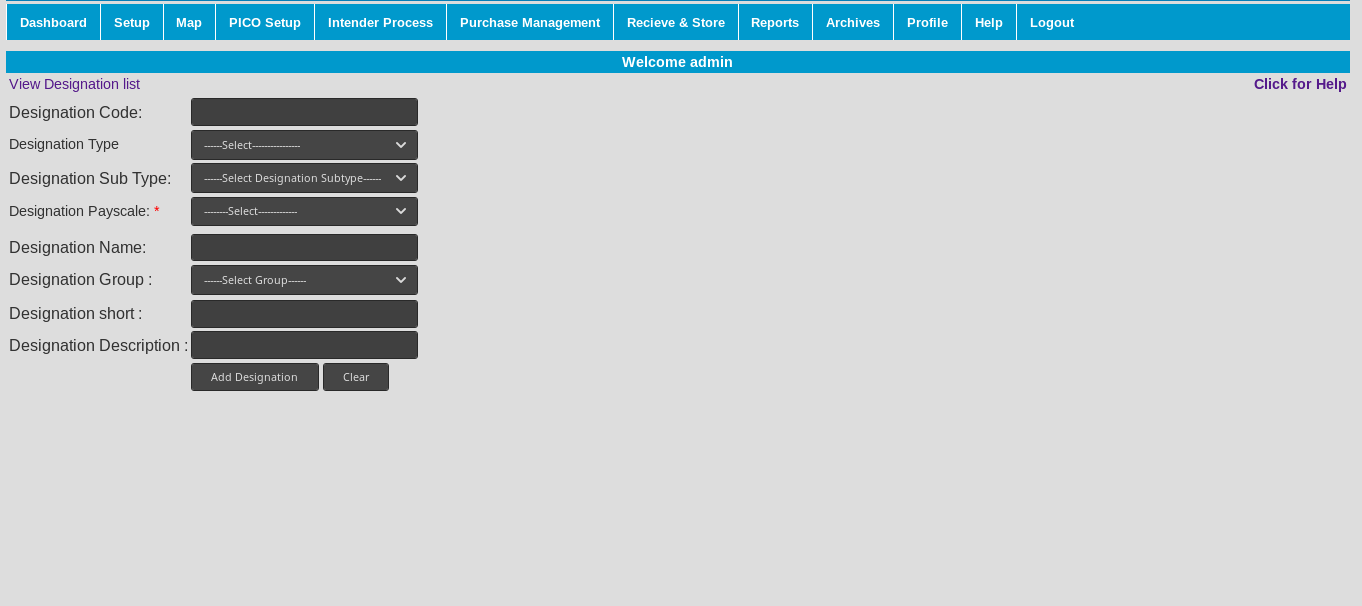 Dashboard Setup Map PICO Setup Intender Process Purchase Management Recieve & Store Reports Archives Profile Help Logout
Welcome admin
View Designation list Click for Help
Designation Code:
Designation Type ------Select----------------
Designation Sub Type: ------Select Designation Subtype------
Designation Payscale: * --------Select-------------
Designation Name:
Designation Group : ------Select Group------
Designation short :
Designation Description :
Add Designation Clear